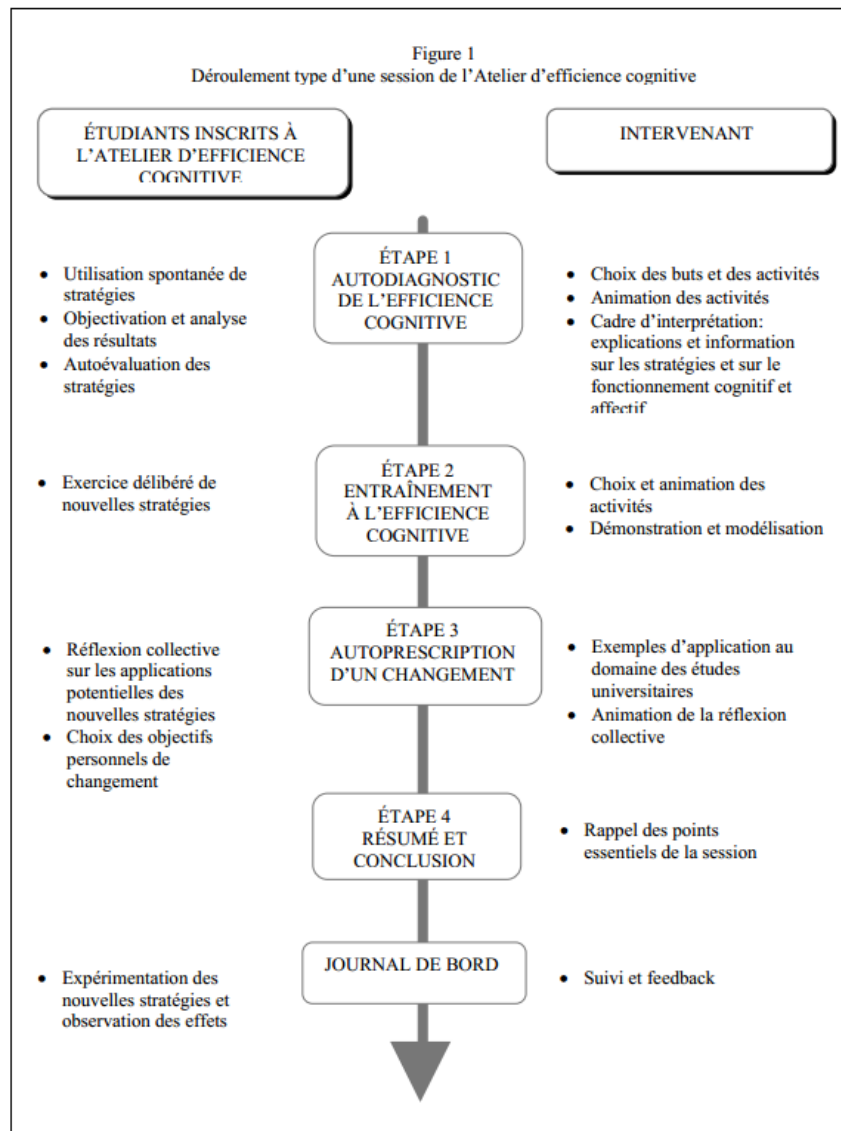 Figure 1
Déroulement type d'une session de l'Atelier d'efficience cognitive
ÉTUDIANTS INSCRITS À
L'ATELIER D'EFFICIENCE
COGNITIVE
INTERVENANT
ÉTAPE 1
AUTODIAGNOSTIC
DE L'EFFICIENCE
COGNITIVE
• Utilisation spontanée de
stratégies
• Objectivation et analyse
des résultats
• Autoévaluation des
stratégies
• Choix des buts et des activités
• Animation des activités
• Cadre d'interprétation:
explications et information
sur les stratégies et sur le
fonctionnement cognitif et
affectif
ÉTAPE 2
ENTRAÎNEMENT
À L'EFFICIENCE
COGNITIVE
• Exercice délibéré de
nouvelles stratégies
• Choix et animation des
activités
• Démonstration et modélisation
ÉTAPE 3
AUTOPRESCRIPTION
D'UN CHANGEMENT
• Réflexion collective
sur les applications
potentielles des
nouvelles stratégies
• Choix des objectifs
personnels de
changement
• Exemples d'application au
domaine des études
universitaires
• Animation de la réflexion
collective
ÉTAPE 4
RÉSUMÉ ET
CONCLUSION
• Rappel des points
essentiels de la session
JOURNAL DE BORD
• Expérimentation des
nouvelles stratégies et
observation des effets
• Suivi et feedback